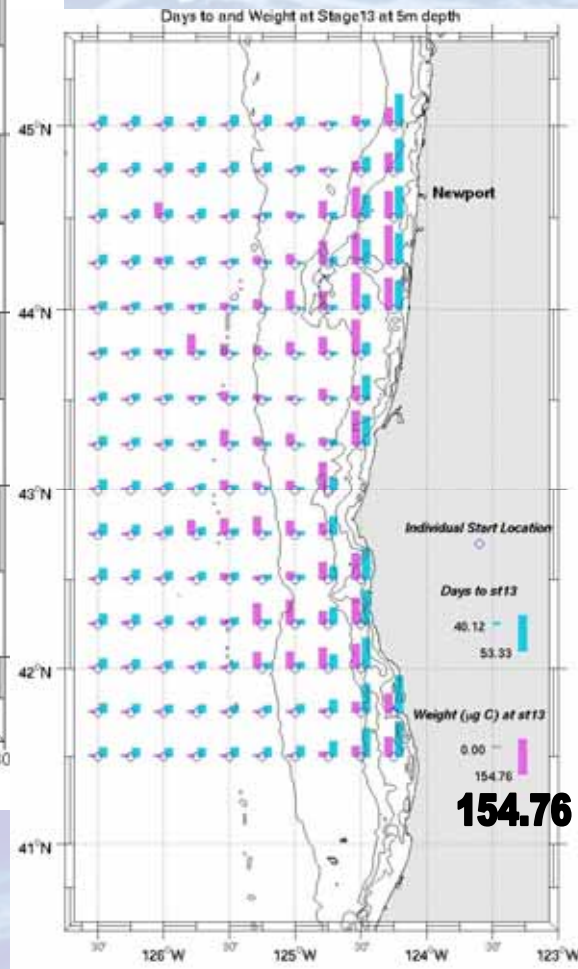 Days to and Weight at Stage13 at 5m depth
45°N
Newport
44°N
43°N
Individual Start Location
Days to st13
40.12
53.33
42°N
Weight (μg C) at st13
0.00
154.76
154.76
41°N
30' 126°W 30' 125°W 30' 124°W 30' 123°W